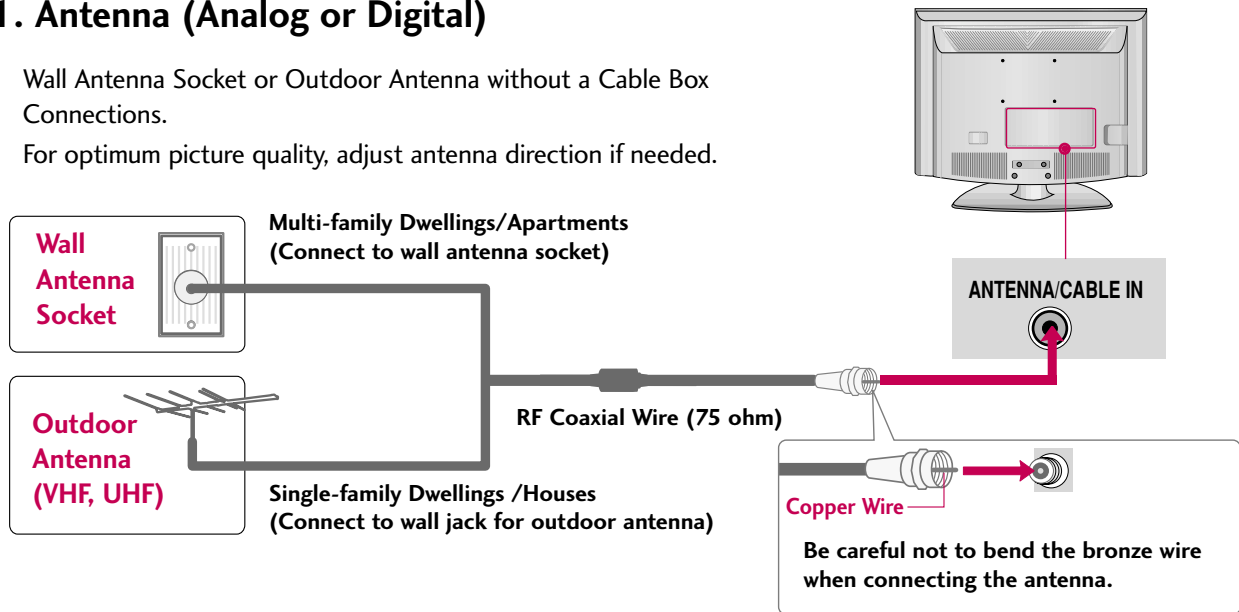 1. Antenna (Analog or Digital)
Wall Antenna Socket or Outdoor Antenna without a Cable Box
Connections.
For optimum picture quality, adjust antenna direction if needed.
Wall
Antenna
Socket
Multi-family Dwellings/Apartments
(Connect to wall antenna socket)
ANTENNA/CABLE IN
Outdoor
Antenna
(VHF, UHF)
RF Coaxial Wire (75 ohm)
Single-family Dwellings /Houses
(Connect to wall jack for outdoor antenna)
Copper Wire
Be careful not to bend the bronze wire
when connecting the antenna.